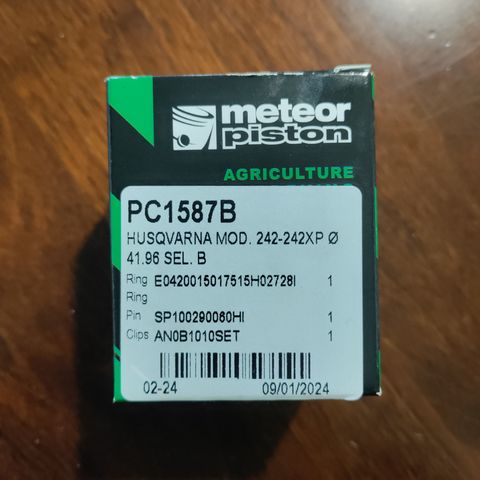 meteor
piston
AGRICULTURE
PC1587B
HUSQVARNA MOD. 242-242XP Ø
41.96 SEL. B
Ring E0420015017515H02728I 1
Ring
Pin SP100290060HI 1
Clips AN0B1010SET 1
02-24 09/01/2024